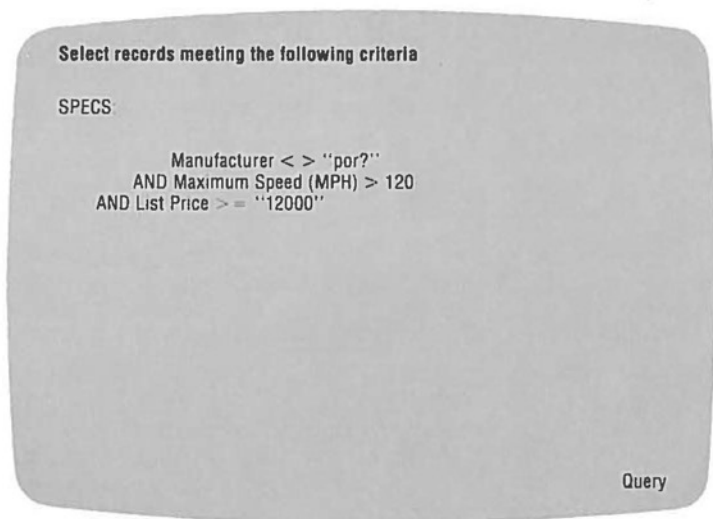 Select records meeting the following criteria
SPECS:
Manufacturer < > "por?"
AND Maximum Speed (MPH) > 120
AND List Price > = "12000"
Query